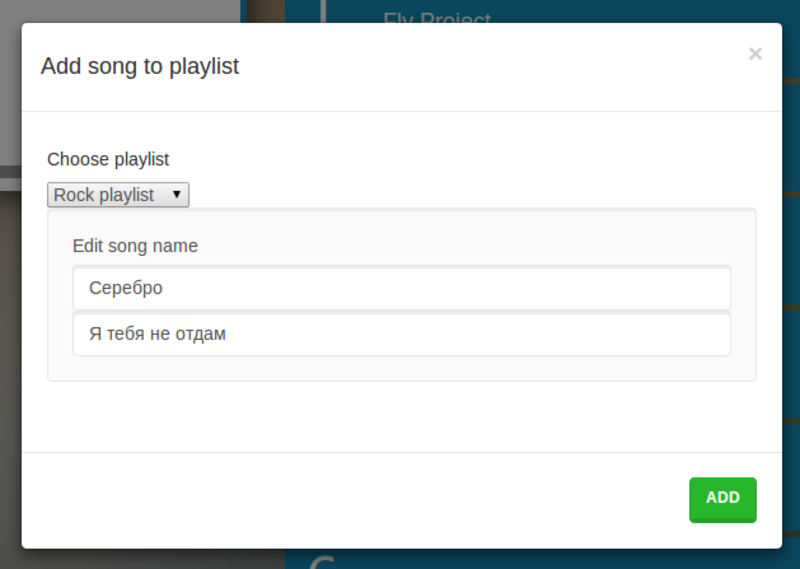 Fly Project
Add song to playlist
×
Choose playlist
Rock playlist
Edit song name
Серебро
Я тебя не отдам
ADD